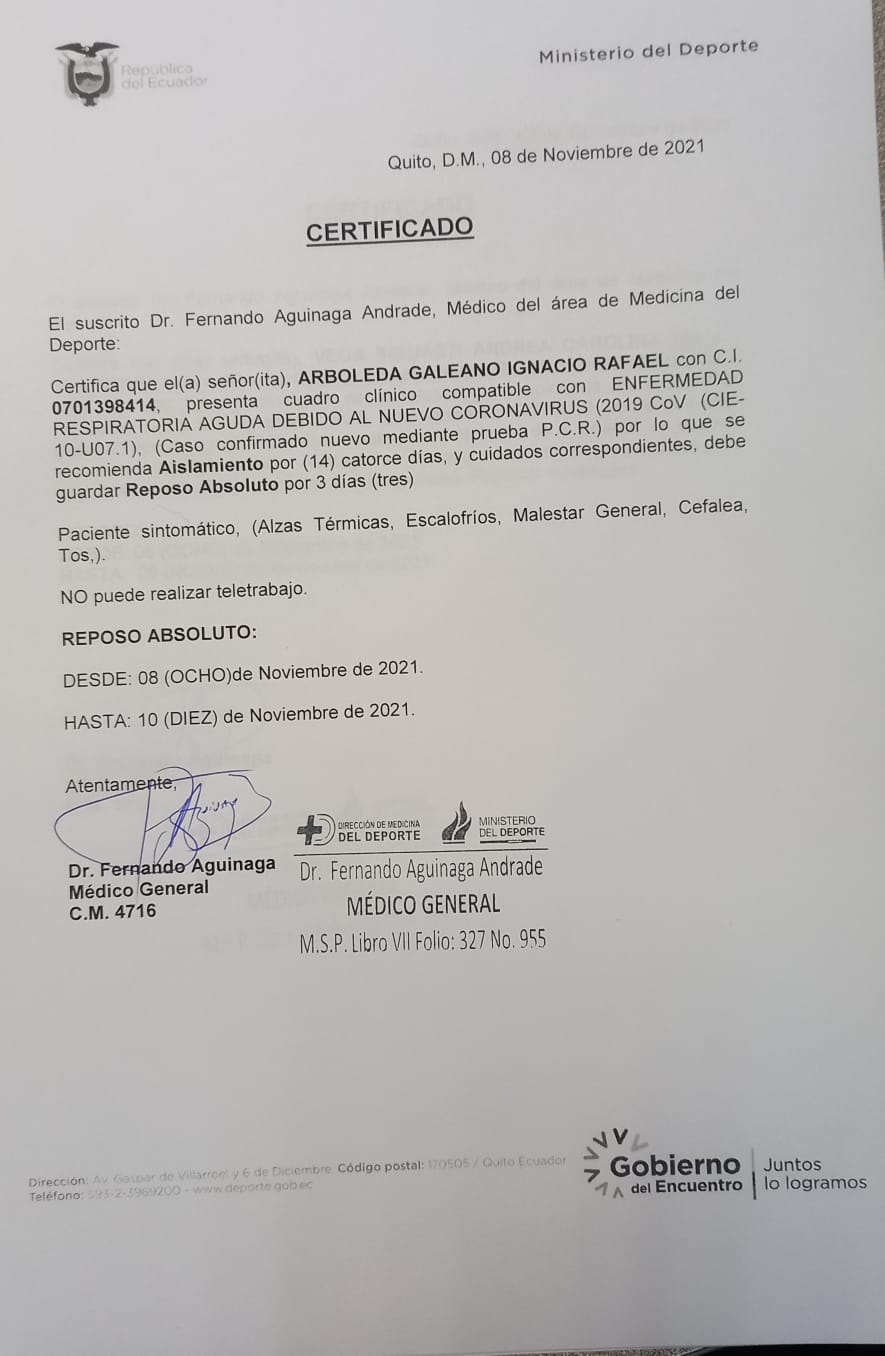 República
del Ecuador
Ministerio del Deporte
Quito, D.M., 08 de Noviembre de 2021
CERTIFICADO
El suscrito Dr. Fernando Aguinaga Andrade, Médico del área de Medicina del
Deporte:
Certifica que el(a) señor(ita), ARBOLEDA GALEANO IGNACIO RAFAEL con C.I.
0701398414, presenta cuadro clínico compatible con ENFERMEDAD
RESPIRATORIA AGUDA DEBIDO AL NUEVO CORONAVIRUS (2019 CoV (CIE-
10-U07.1), (Caso confirmado nuevo mediante prueba P.C.R.) por lo que se
recomienda Aislamiento por (14) catorce días, y cuidados correspondientes, debe
guardar Reposo Absoluto por 3 días (tres)
Paciente sintomático, (Alzas Térmicas, Escalofríos, Malestar General, Cefalea,
Tos,).
NO puede realizar teletrabajo.
REPOSO ABSOLUTO:
DESDE: 08 (OCHO)de Noviembre de 2021.
HASTA: 10 (DIEZ) de Noviembre de 2021.
Atentamente,
Dr. Fernando Aguinaga
Médico General
C.M. 4716
DIRECCIÓN DE MEDICINA
DEL DEPORTE
MINISTERIO
DEL DEPORTE
Dr. Fernando Aguinaga Andrade
MÉDICO GENERAL
M.S.P. Libro VII Folio: 327 No. 955
Dirección: Av. Gaspar de Villarroel y 6 de Diciembre. Código postal: 170505 / Quito Ecuador
Teléfono: 593-2-3969200 - www.deporte.gob.ec
Gobierno
del Encuentro
Juntos
lo logramos